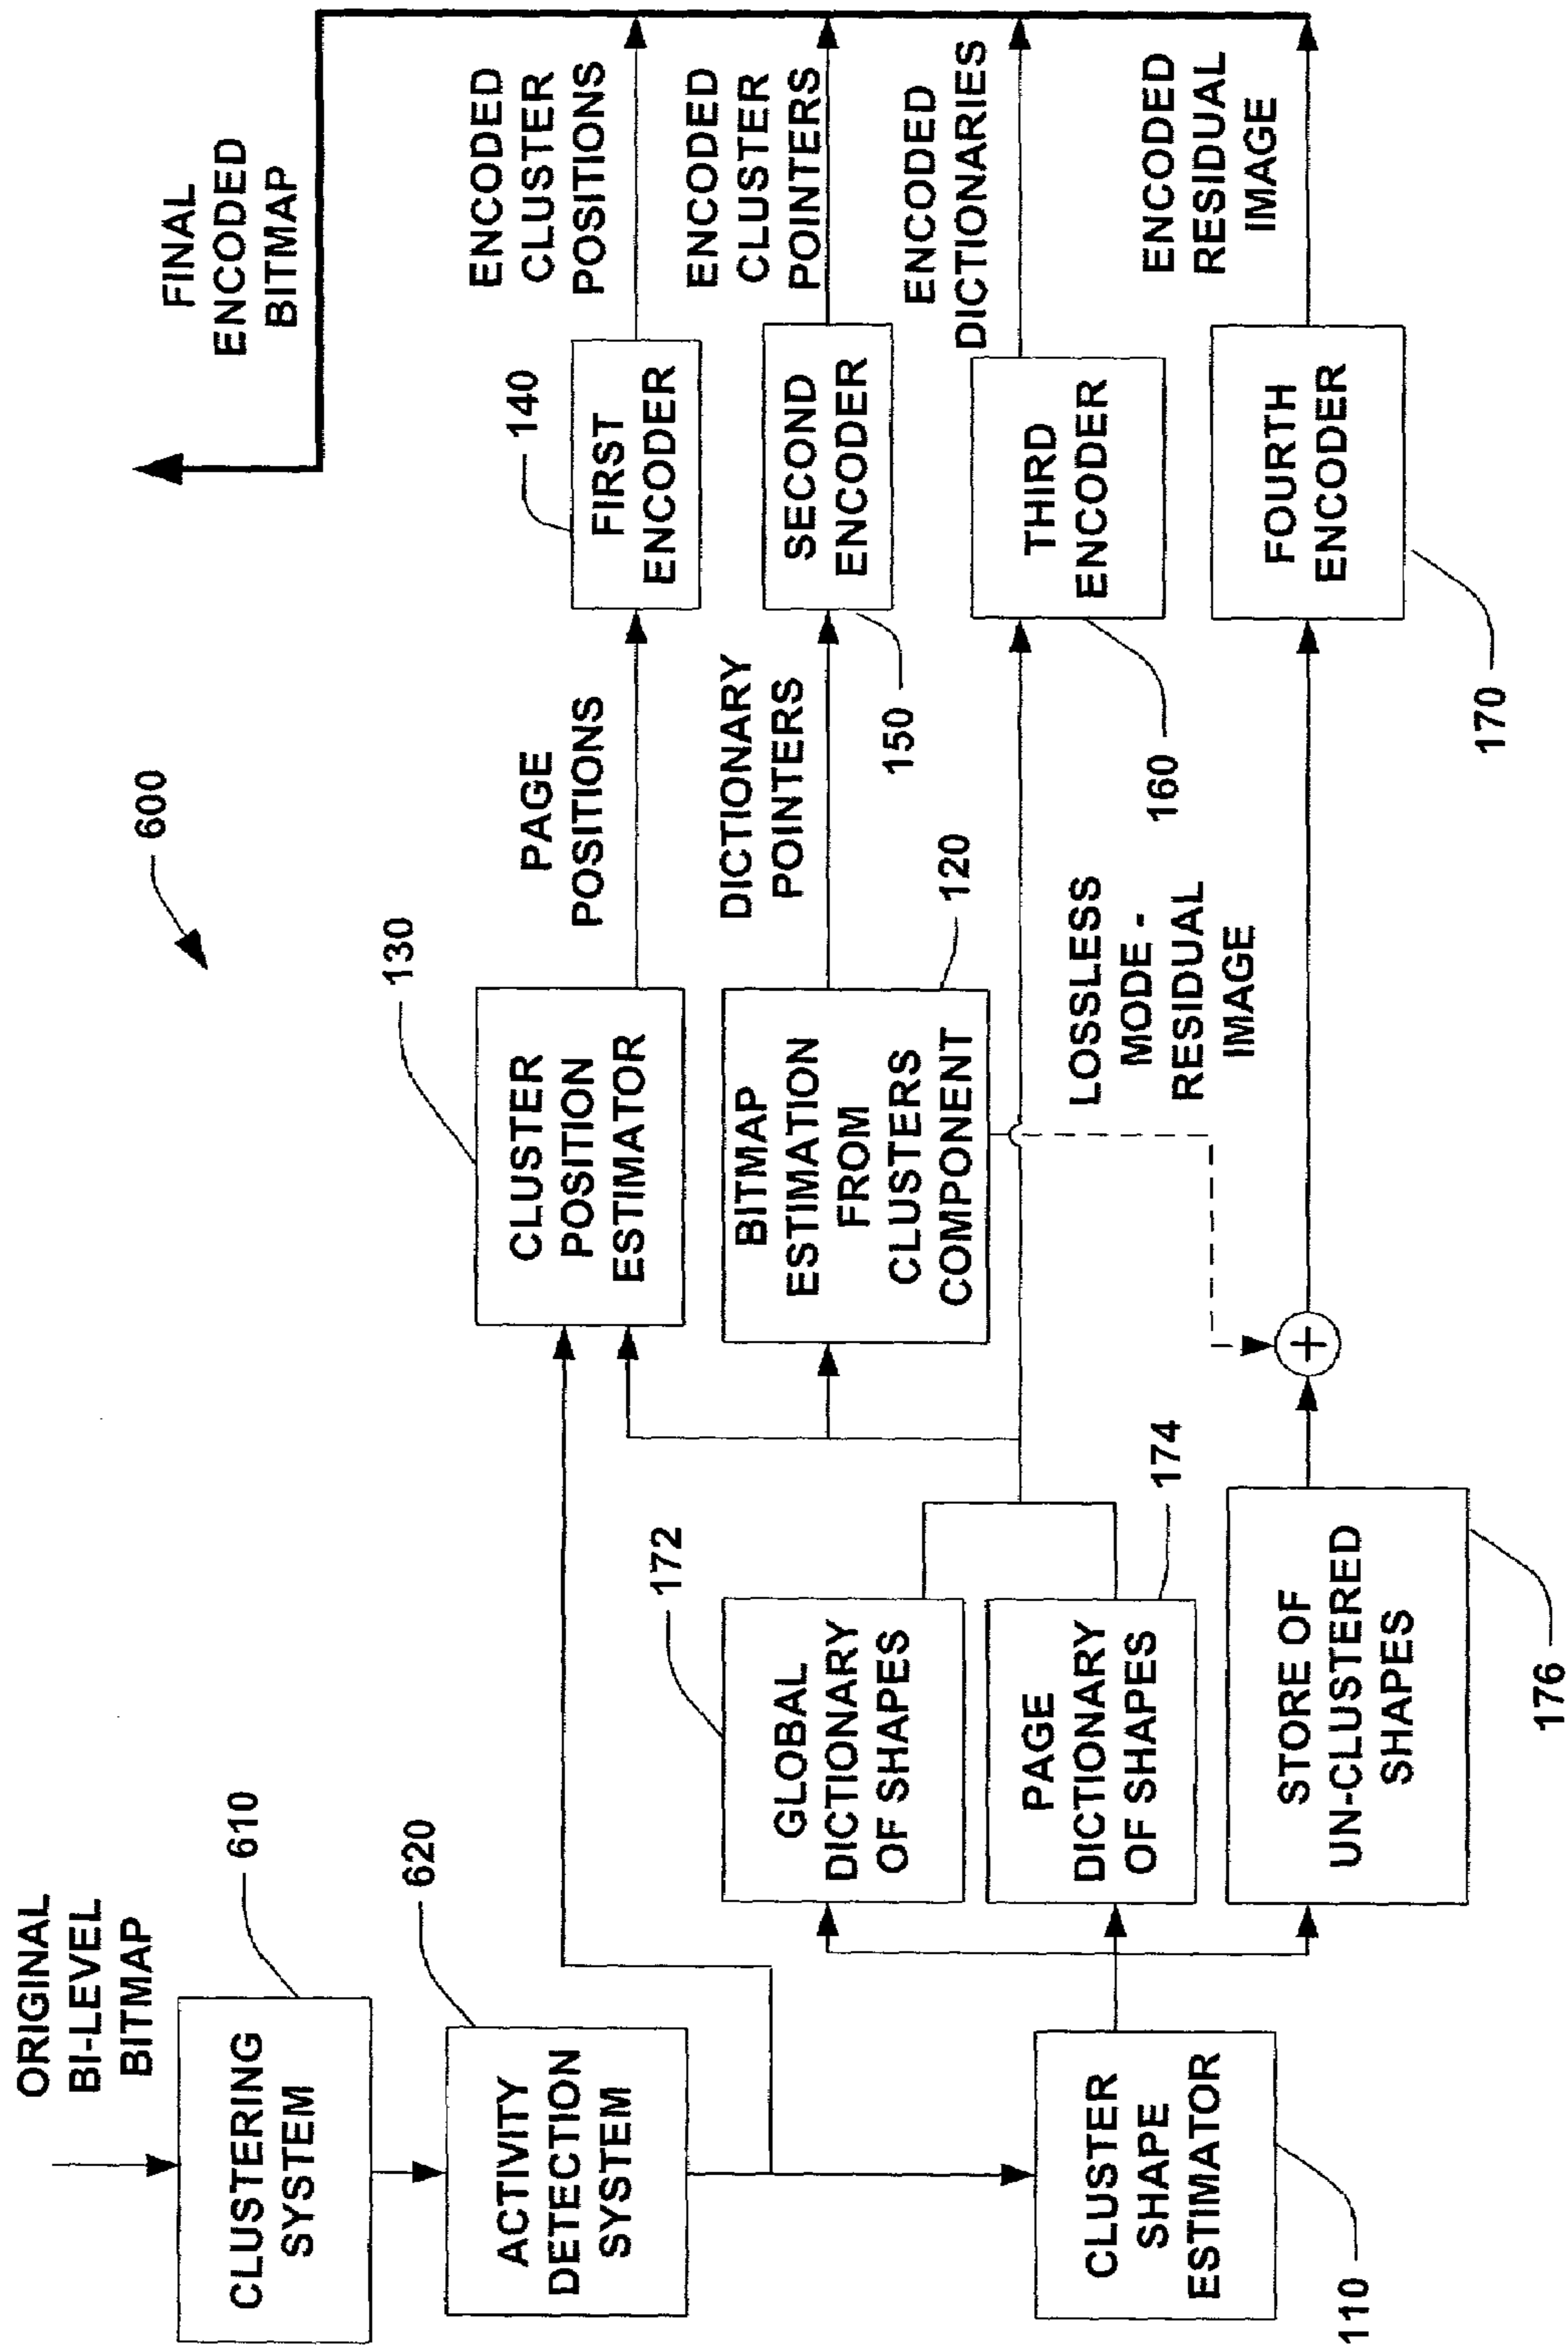 ORIGINAL
BI-LEVEL
BITMAP
610
CLUSTERING
SYSTEM
620
ACTIVITY
DETECTION
SYSTEM
CLUSTER
SHAPE
ESTIMATOR
110
172
GLOBAL
DICTIONARY
OF SHAPES
PAGE
DICTIONARY
OF SHAPES
174
STORE OF
UN-CLUSTERED
SHAPES
176
600
130
CLUSTER
POSITION
ESTIMATOR
BITMAP
ESTIMATION
FROM
CLUSTERS
COMPONENT
120
LOSSLESS
MODE -
RESIDUAL
IMAGE
+
PAGE
POSITIONS
DICTIONARY
POINTERS
140
FIRST
ENCODER
SECOND
ENCODER
150
THIRD
ENCODER
160
FOURTH
ENCODER
170
FINAL
ENCODED
BITMAP
ENCODED
CLUSTER
POSITIONS
ENCODED
CLUSTER
POINTERS
ENCODED
DICTIONARIES
ENCODED
RESIDUAL
IMAGE